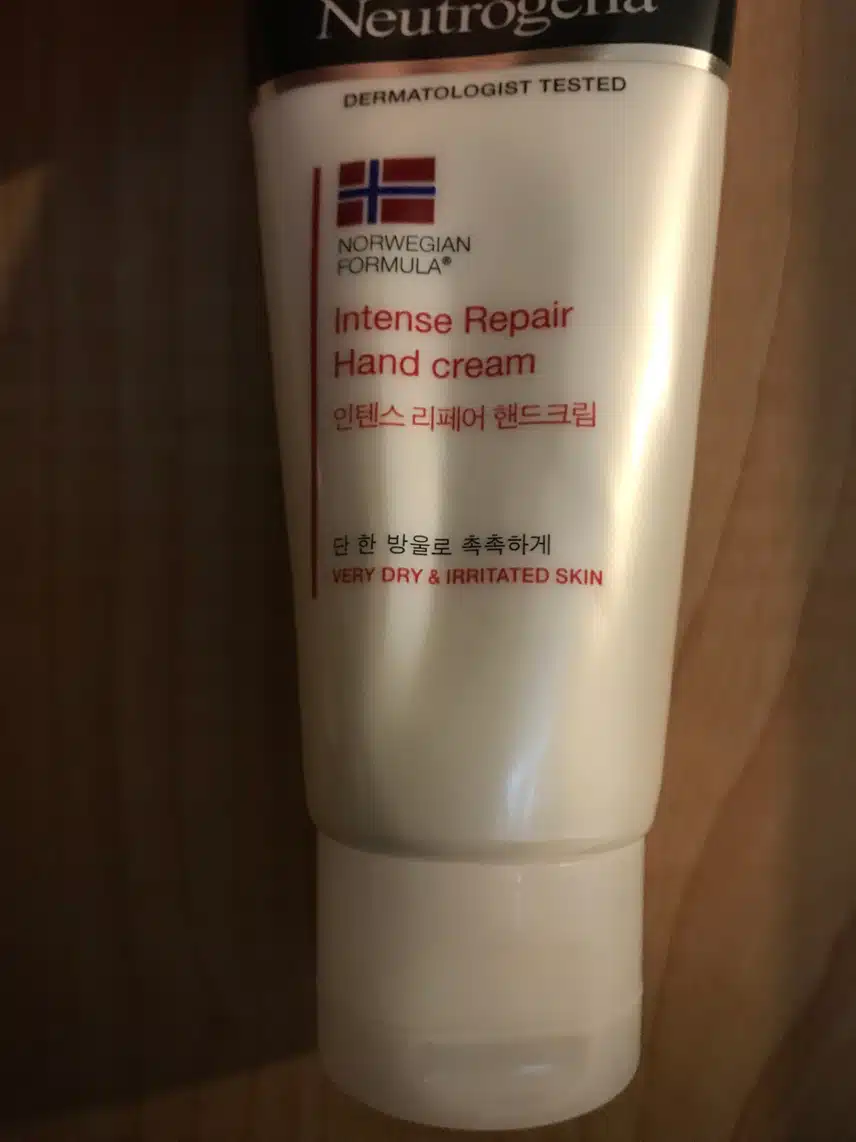 Neutrogena
DERMATOLOGIST TESTED
NORWEGIAN
FORMULA®
Intense Repair
Hand cream
인텐스 리페어 핸드크림
단 한 방울로 촉촉하게
VERY DRY & IRRITATED SKIN